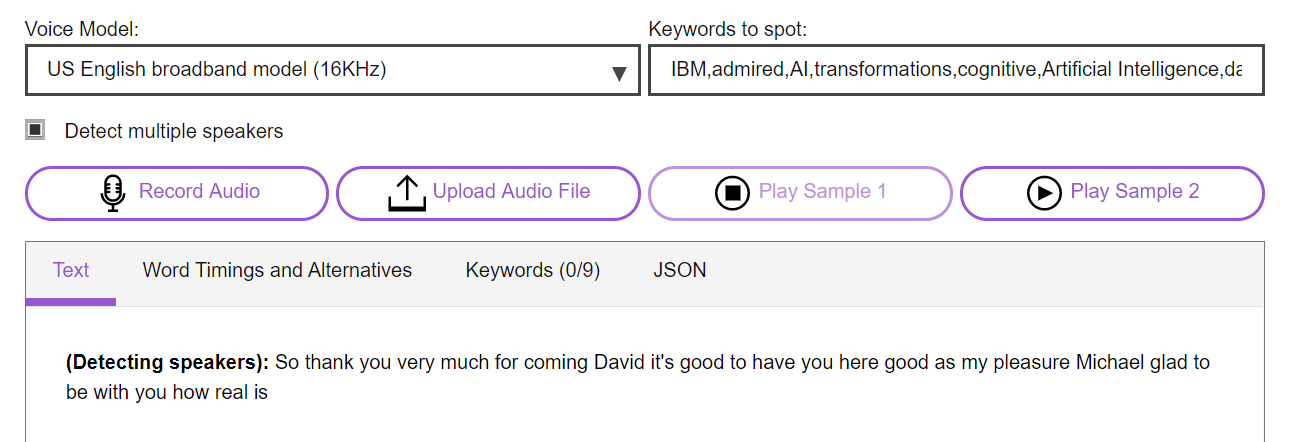 Voice Model:
Keywords to spot:
US English broadband model (16KHz)
IBM,admired,AI,transformations,cognitive,Artificial Intelligence,da
Detect multiple speakers
Record Audio
Upload Audio File
Play Sample 1
Play Sample 2
Text
Word Timings and Alternatives
Keywords (0/9)
JSON
(Detecting speakers): So thank you very much for coming David it's good to have you here good as my pleasure Michael glad to
be with you how real is